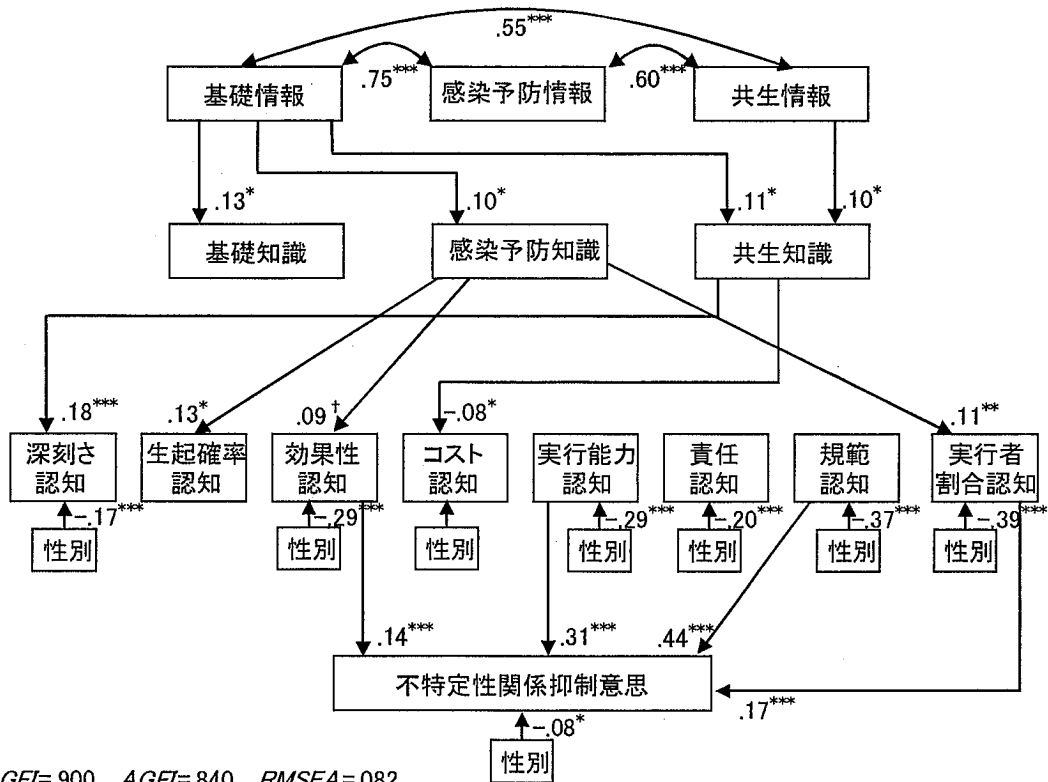 .55***
.75***
.60***
基礎情報
感染予防情報
共生情報
.13*
.10*
.11*
.10*
基礎知識
感染予防知識
共生知識
.18***
.13*
.09†
-.08*
.11**
深刻さ
認知
生起確率
認知
効果性
認知
コスト
認知
実行能力
認知
責任
認知
規範
認知
実行者
割合認知
-.17***
-.29***
-.29***
-.20***
-.37***
-.39***
性別
性別
性別
性別
性別
性別
性別
.14***
.31***
.44***
不特定性関係抑制意思
.17***
-.08*
性別
GFI=.900 AGFI=.840 RMSEA=.082